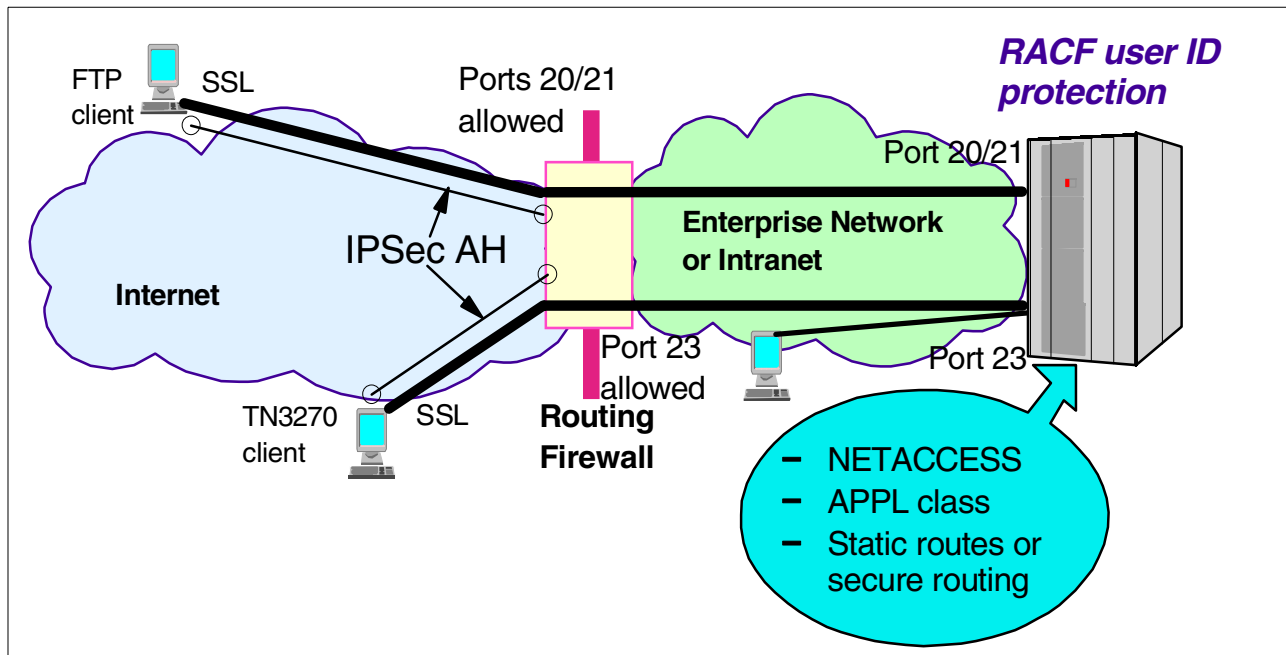 RACF user ID
protection
FTP
client
SSL
Ports 20/21
allowed
Port 20/21
Enterprise Network
or Intranet
IPSec AH
Internet
Port 23
allowed
Port 23
TN3270
client
SSL
Routing
Firewall
– NETACCESS
– APPL class
– Static routes or
secure routing